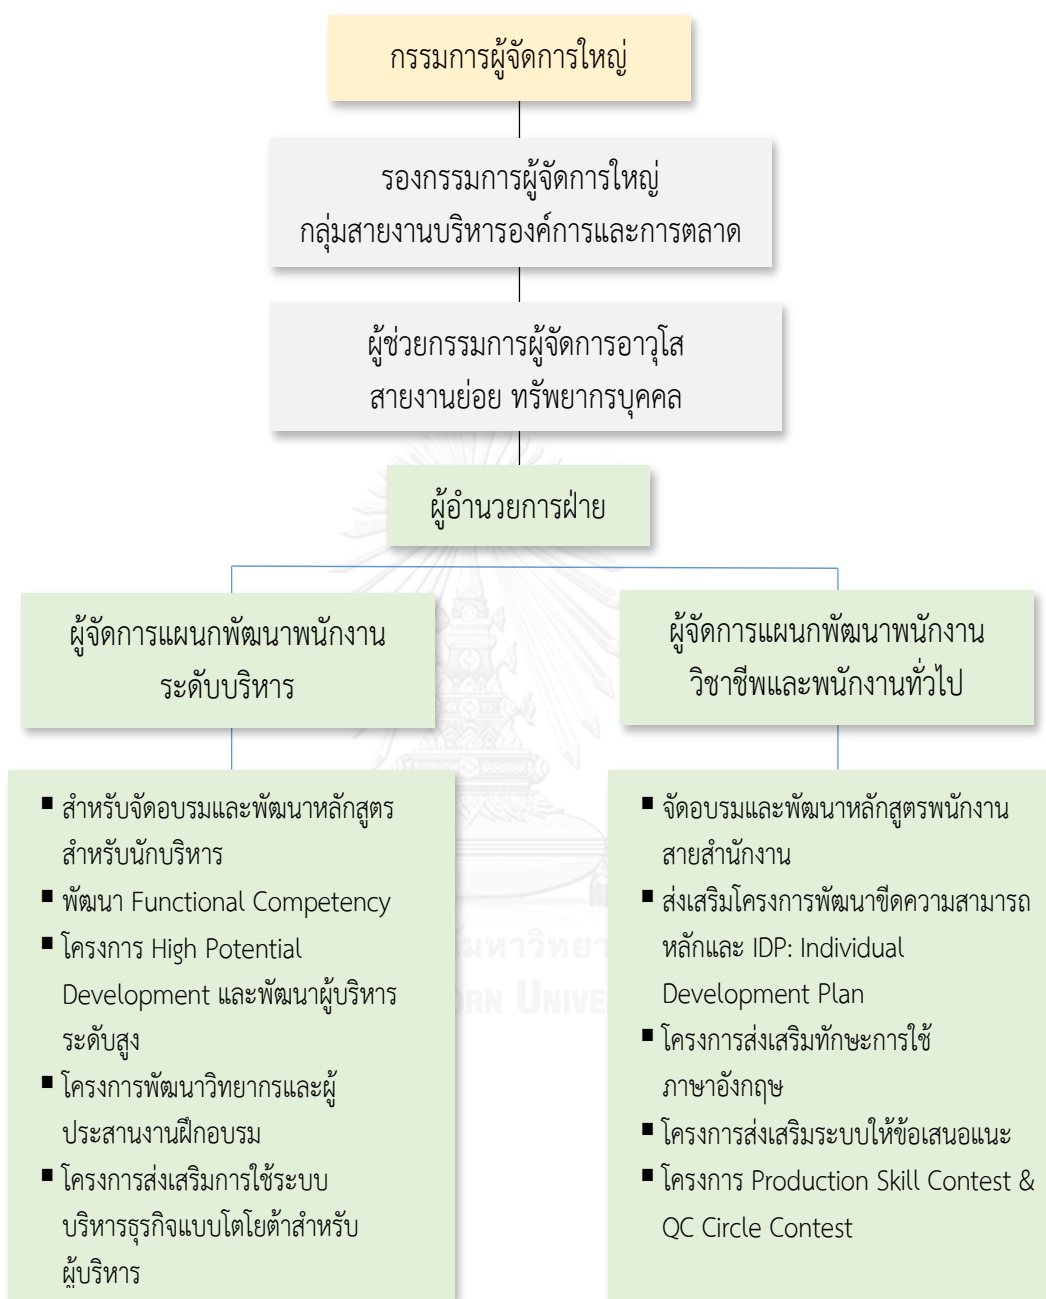 กรรมการผู้จัดการใหญ่
รองกรรมการผู้จัดการใหญ่
กลุ่มสายงานบริหารองค์การและการตลาด
ผู้ช่วยกรรมการผู้จัดการอาวุโส
สายงานย่อย ทรัพยากรบุคคล
ผู้อำนวยการฝ่าย
ผู้จัดการแผนกพัฒนาพนักงาน
ระดับบริหาร
▪ สำหรับจัดอบรมและพัฒนาหลักสูตร
สำหรับนักบริหาร
▪ พัฒนา Functional Competency
▪ โครงการ High Potential
Development และพัฒนาผู้บริหาร
ระดับสูง
▪ โครงการพัฒนาวิทยากรและผู้
ประสานงานฝึกอบรม
▪ โครงการส่งเสริมการใช้ระบบ
บริหารธุรกิจแบบโตโยต้าสำหรับ
ผู้บริหาร
ผู้จัดการแผนกพัฒนาพนักงาน
วิชาชีพและพนักงานทั่วไป
▪ จัดอบรมและพัฒนาหลักสูตรพนักงาน
สายสำนักงาน
▪ ส่งเสริมโครงการพัฒนาขีดความสามารถ
หลักและ IDP: Individual
Development Plan
▪ โครงการส่งเสริมทักษะการใช้
ภาษาอังกฤษ
▪ โครงการส่งเสริมระบบให้ข้อเสนอแนะ
▪ โครงการ Production Skill Contest &
QC Circle Contest